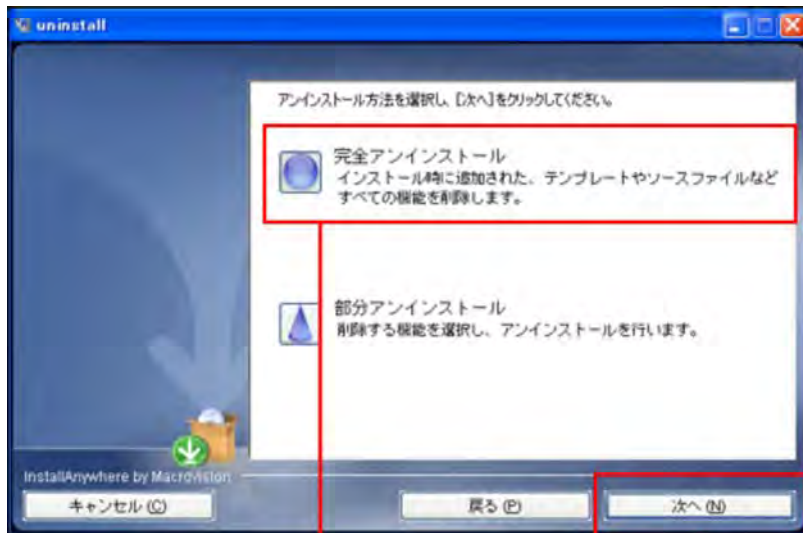 uninstall
アンインストール方法を選択し、[次へ]をクリックしてください。
完全アンインストール
インストール時に追加された、テンプレートやソースファイルなど
すべての機能を削除します。
部分アンインストール
削除する機能を選択し、アンインストールを行います。
InstallAnywhere by Macrovision
キャンセル(C)
戻る(P)
次へ(N)